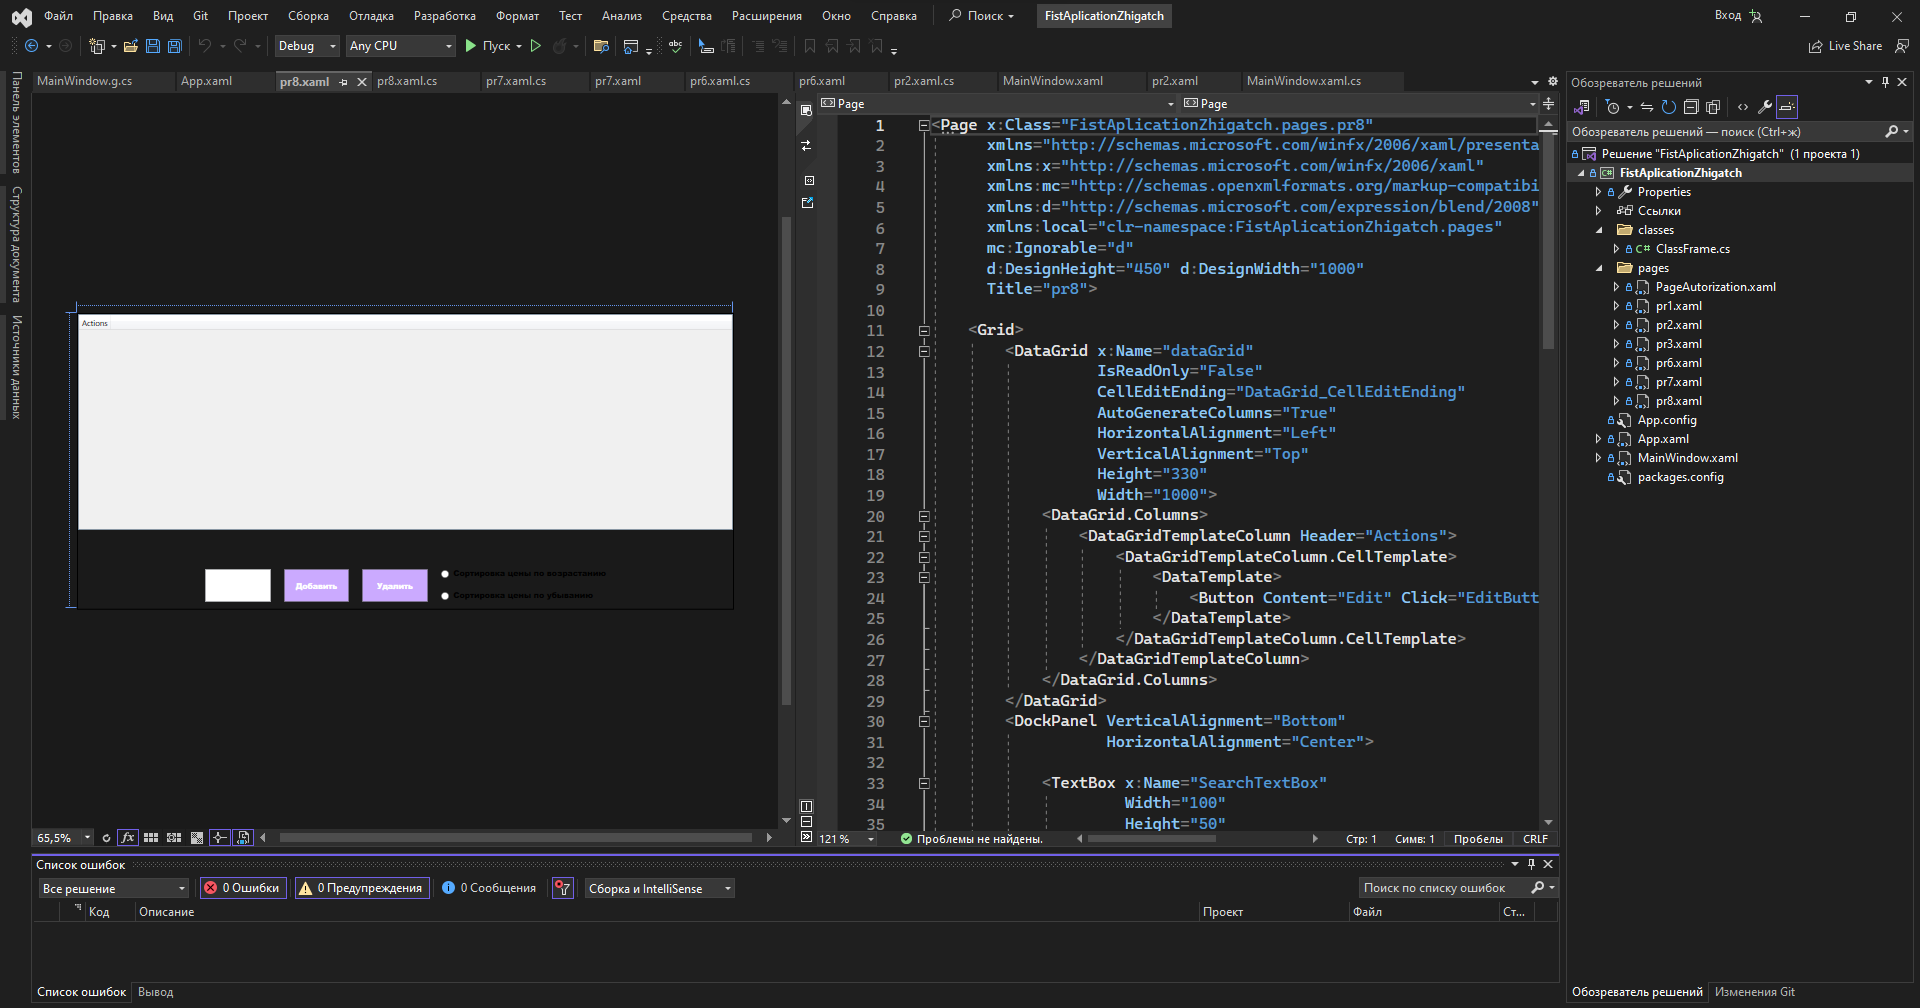 Файл Правка Вид Git Проект Сборка Отладка Разработка Формат Тест Анализ Средства Расширения Окно Справка Поиск FistAplicationZhigatch Вход
Debug Any CPU Пуск abc Live Share
Панель элементов
Структура документа
Источники данных
MainWindow.g.cs App.xaml pr8.xaml pr8.xaml.cs pr7.xaml.cs pr7.xaml pr6.xaml.cs pr6.xaml pr2.xaml.cs MainWindow.xaml pr2.xaml MainWindow.xaml.cs
Actions
Добавить Удалить Сортировка цены по возрастанию
Сортировка цены по убыванию
65,5% fx
Page Page
1 <Page x:Class="FistAplicationZhigatch.pages.pr8"
2 xmlns="http://schemas.microsoft.com/winfx/2006/xaml/presenta
3 xmlns:x="http://schemas.microsoft.com/winfx/2006/xaml"
4 xmlns:mc="http://schemas.openxmlformats.org/markup-compatibi
5 xmlns:d="http://schemas.microsoft.com/expression/blend/2008"
6 xmlns:local="clr-namespace:FistAplicationZhigatch.pages"
7 mc:Ignorable="d"
8 d:DesignHeight="450" d:DesignWidth="1000"
9 Title="pr8">
10
11 <Grid>
12 <DataGrid x:Name="dataGrid"
13 IsReadOnly="False"
14 CellEditEnding="DataGrid_CellEditEnding"
15 AutoGenerateColumns="True"
16 HorizontalAlignment="Left"
17 VerticalAlignment="Top"
18 Height="330"
19 Width="1000">
20 <DataGrid.Columns>
21 <DataGridTemplateColumn Header="Actions">
22 <DataGridTemplateColumn.CellTemplate>
23 <DataTemplate>
24 <Button Content="Edit" Click="EditButt
25 </DataTemplate>
26 </DataGridTemplateColumn.CellTemplate>
27 </DataGridTemplateColumn>
28 </DataGrid.Columns>
29 </DataGrid>
30 <DockPanel VerticalAlignment="Bottom"
31 HorizontalAlignment="Center">
32
33 <TextBox x:Name="SearchTextBox"
34 Width="100"
35 Height="50"
121 % Проблемы не найдены. Стр: 1 Симв: 1 Пробелы CRLF
Обозреватель решений
Обозреватель решений — поиск (Ctrl+ж)
Решение "FistAplicationZhigatch" (1 проекта 1)
C# FistAplicationZhigatch
Properties
Ссылки
classes
C# ClassFrame.cs
pages
PageAutorization.xaml
pr1.xaml
pr2.xaml
pr3.xaml
pr6.xaml
pr7.xaml
pr8.xaml
App.config
App.xaml
MainWindow.xaml
packages.config
Список ошибок
Все решение 0 Ошибки 0 Предупреждения 0 Сообщения Сборка и IntelliSense Поиск по списку ошибок
Код Описание Проект Файл Ст...
Список ошибок Вывод
Обозреватель решений Изменения Git